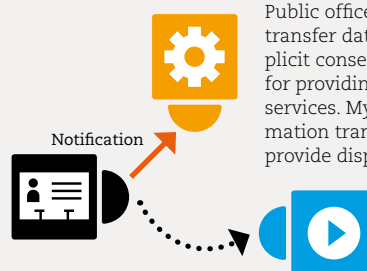 Public office
transfer dat
plicit conse
for providin
services. My
mation tran
provide disp
Notification